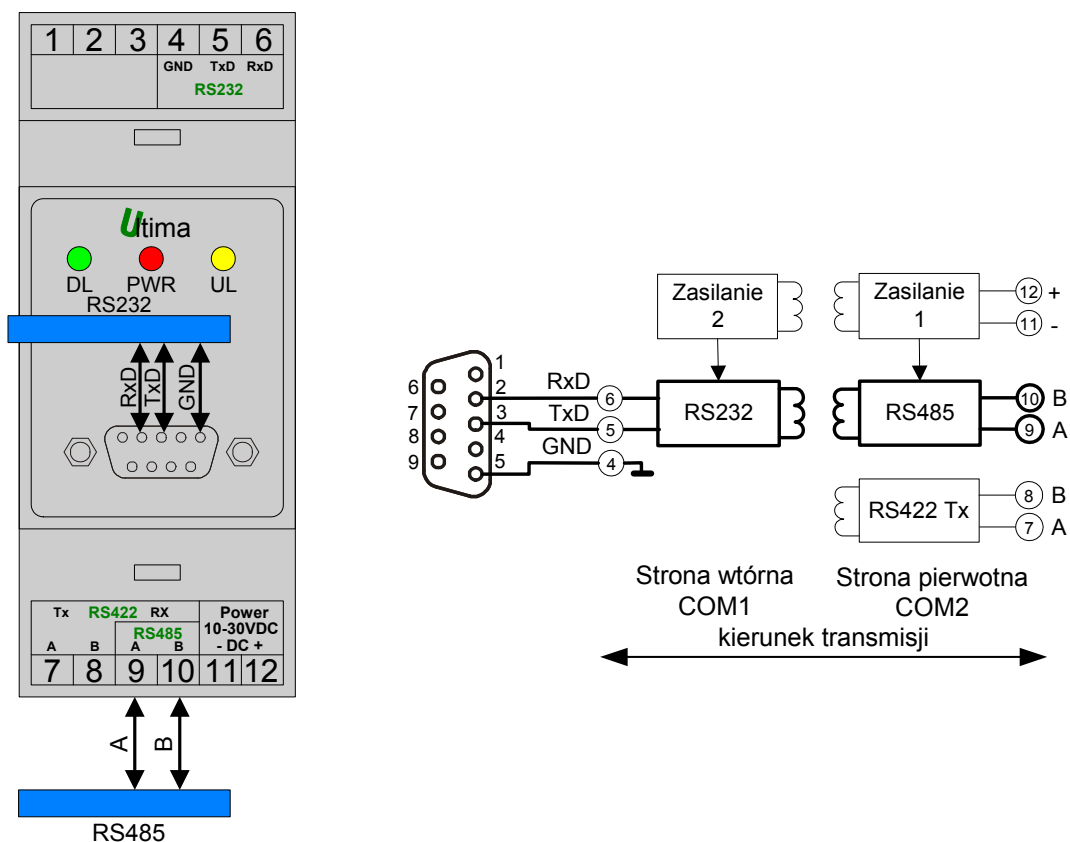 1 2 3 4 5 6
GND TxD RxD
RS232
Ultima
DL PWR UL
RS232
RxD
TxD
GND
Tx RS422 RX
Power
10-30VDC
RS485
A B A B
- DC +
7 8 9 10 11 12
A
B
RS485
Zasilanie
2
Zasilanie
1
12 +
11 -
1
6
2
7
3
8
4
9
5
RxD 6
TxD 5
GND 4
RS232
RS485
10 B
9 A
RS422 Tx
8 B
7 A
Strona wtórna
COM1
Strona pierwotna
COM2
kierunek transmisji